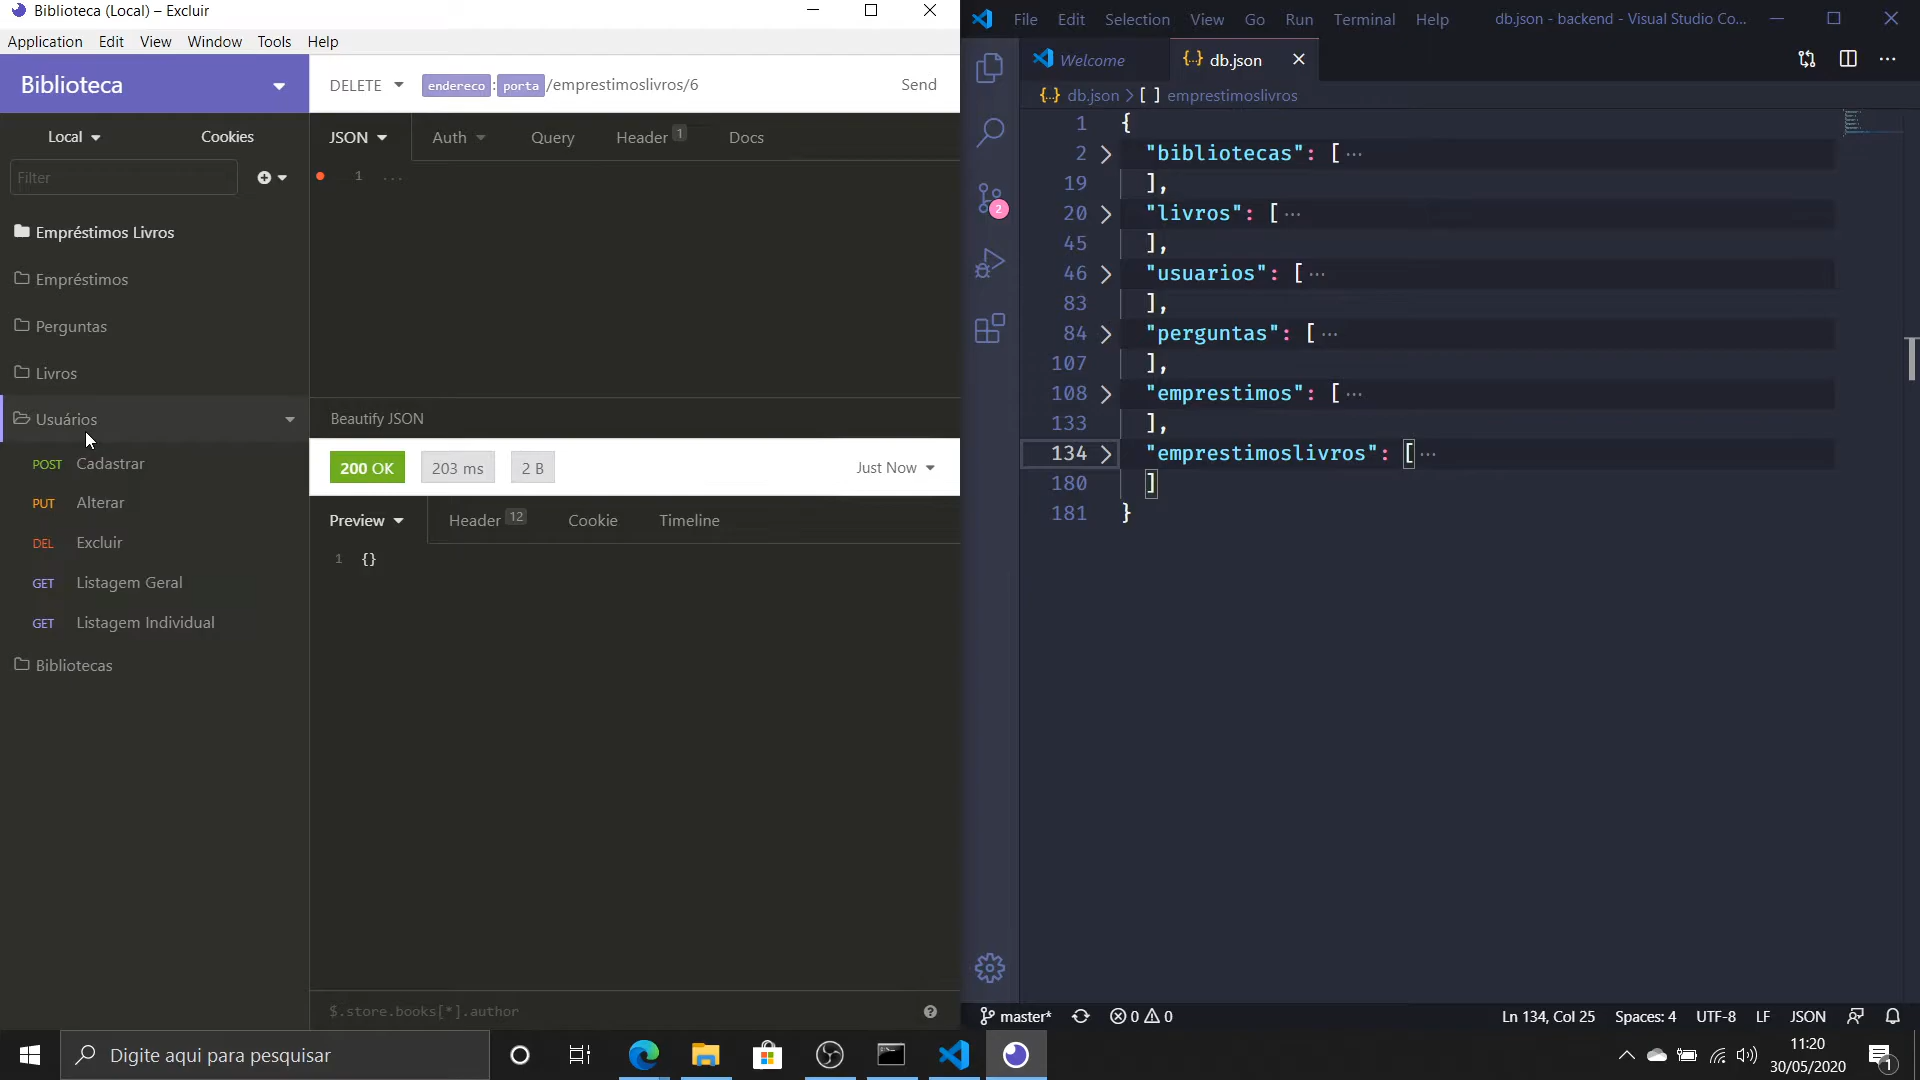 Biblioteca (Local) – Excluir
Application Edit View Window Tools Help
Biblioteca
DELETE endereco : porta /emprestimoslivros/6 Send
Local Cookies
JSON Auth Query Header 1 Docs
Filter
1 ...
Empréstimos Livros
Empréstimos
Perguntas
Livros
Usuários
POST Cadastrar
PUT Alterar
DEL Excluir
GET Listagem Geral
GET Listagem Individual
Bibliotecas
Beautify JSON
200 OK 203 ms 2 B Just Now
Preview Header 12 Cookie Timeline
1 {}
$.store.books[*].author
File Edit Selection View Go Run Terminal Help db.json - backend - Visual Studio Co...
Welcome {..} db.json
{..} db.json > [ ] emprestimoslivros
2
1 {
2 > "bibliotecas": [ ...
19 ],
20 > "livros": [ ...
45 ],
46 > "usuarios": [ ...
83 ],
84 > "perguntas": [ ...
107 ],
108 > "emprestimos": [ ...
133 ],
134 > "emprestimoslivros": [ ...
180 ]
181 }
master* 0 0 Ln 134, Col 25 Spaces: 4 UTF-8 LF JSON
Digite aqui para pesquisar
11:20
30/05/2020
1